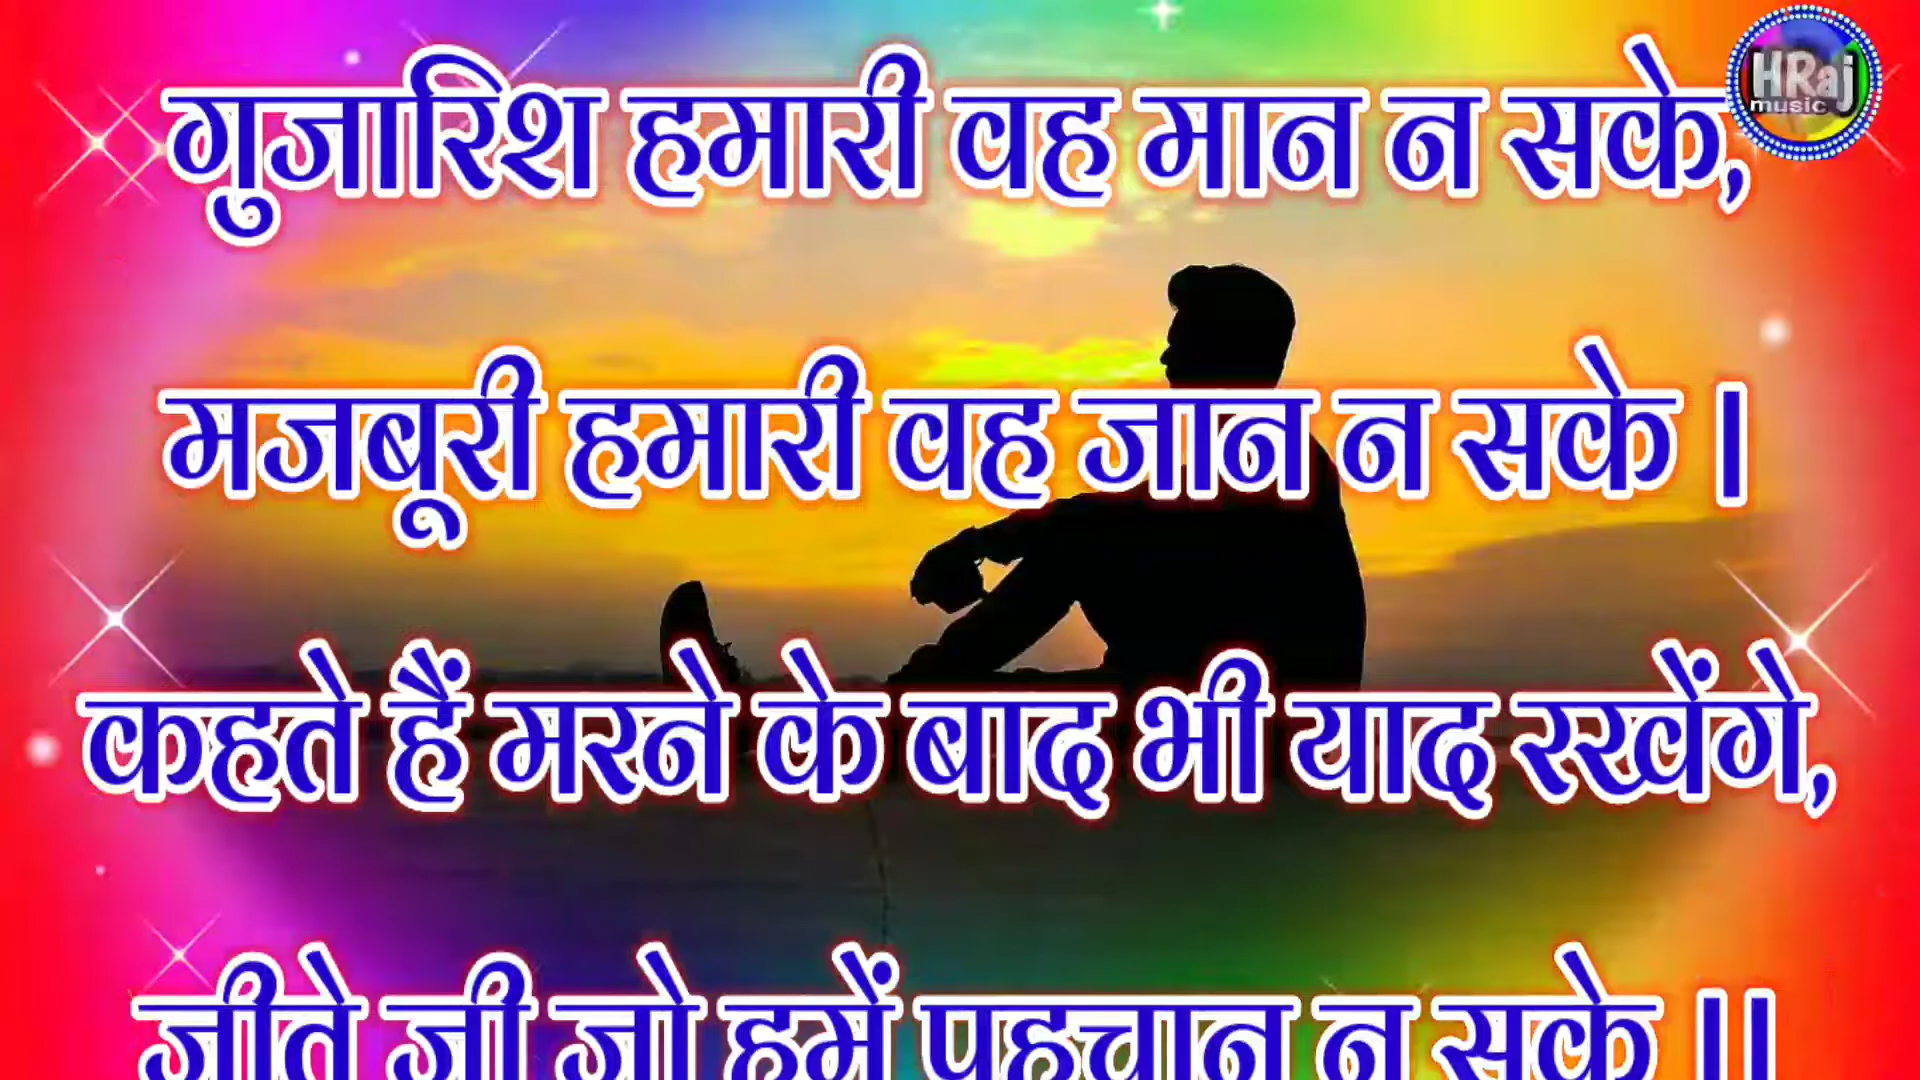 HRaj
music
गुजारिश हमारी वह मान न सके,
मजबूरी हमारी वह जान न सके ।
कहते हैं मरने के बाद भी याद रखेंगे,
जीते जी जो हमें पहचान न सके ।।